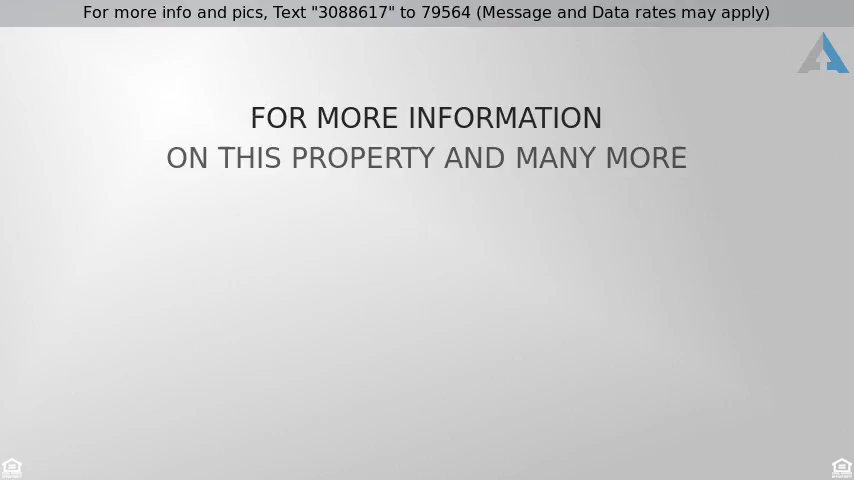 For more info and pics, Text "3088617" to 79564 (Message and Data rates may apply)
FOR MORE INFORMATION
ON THIS PROPERTY AND MANY MORE